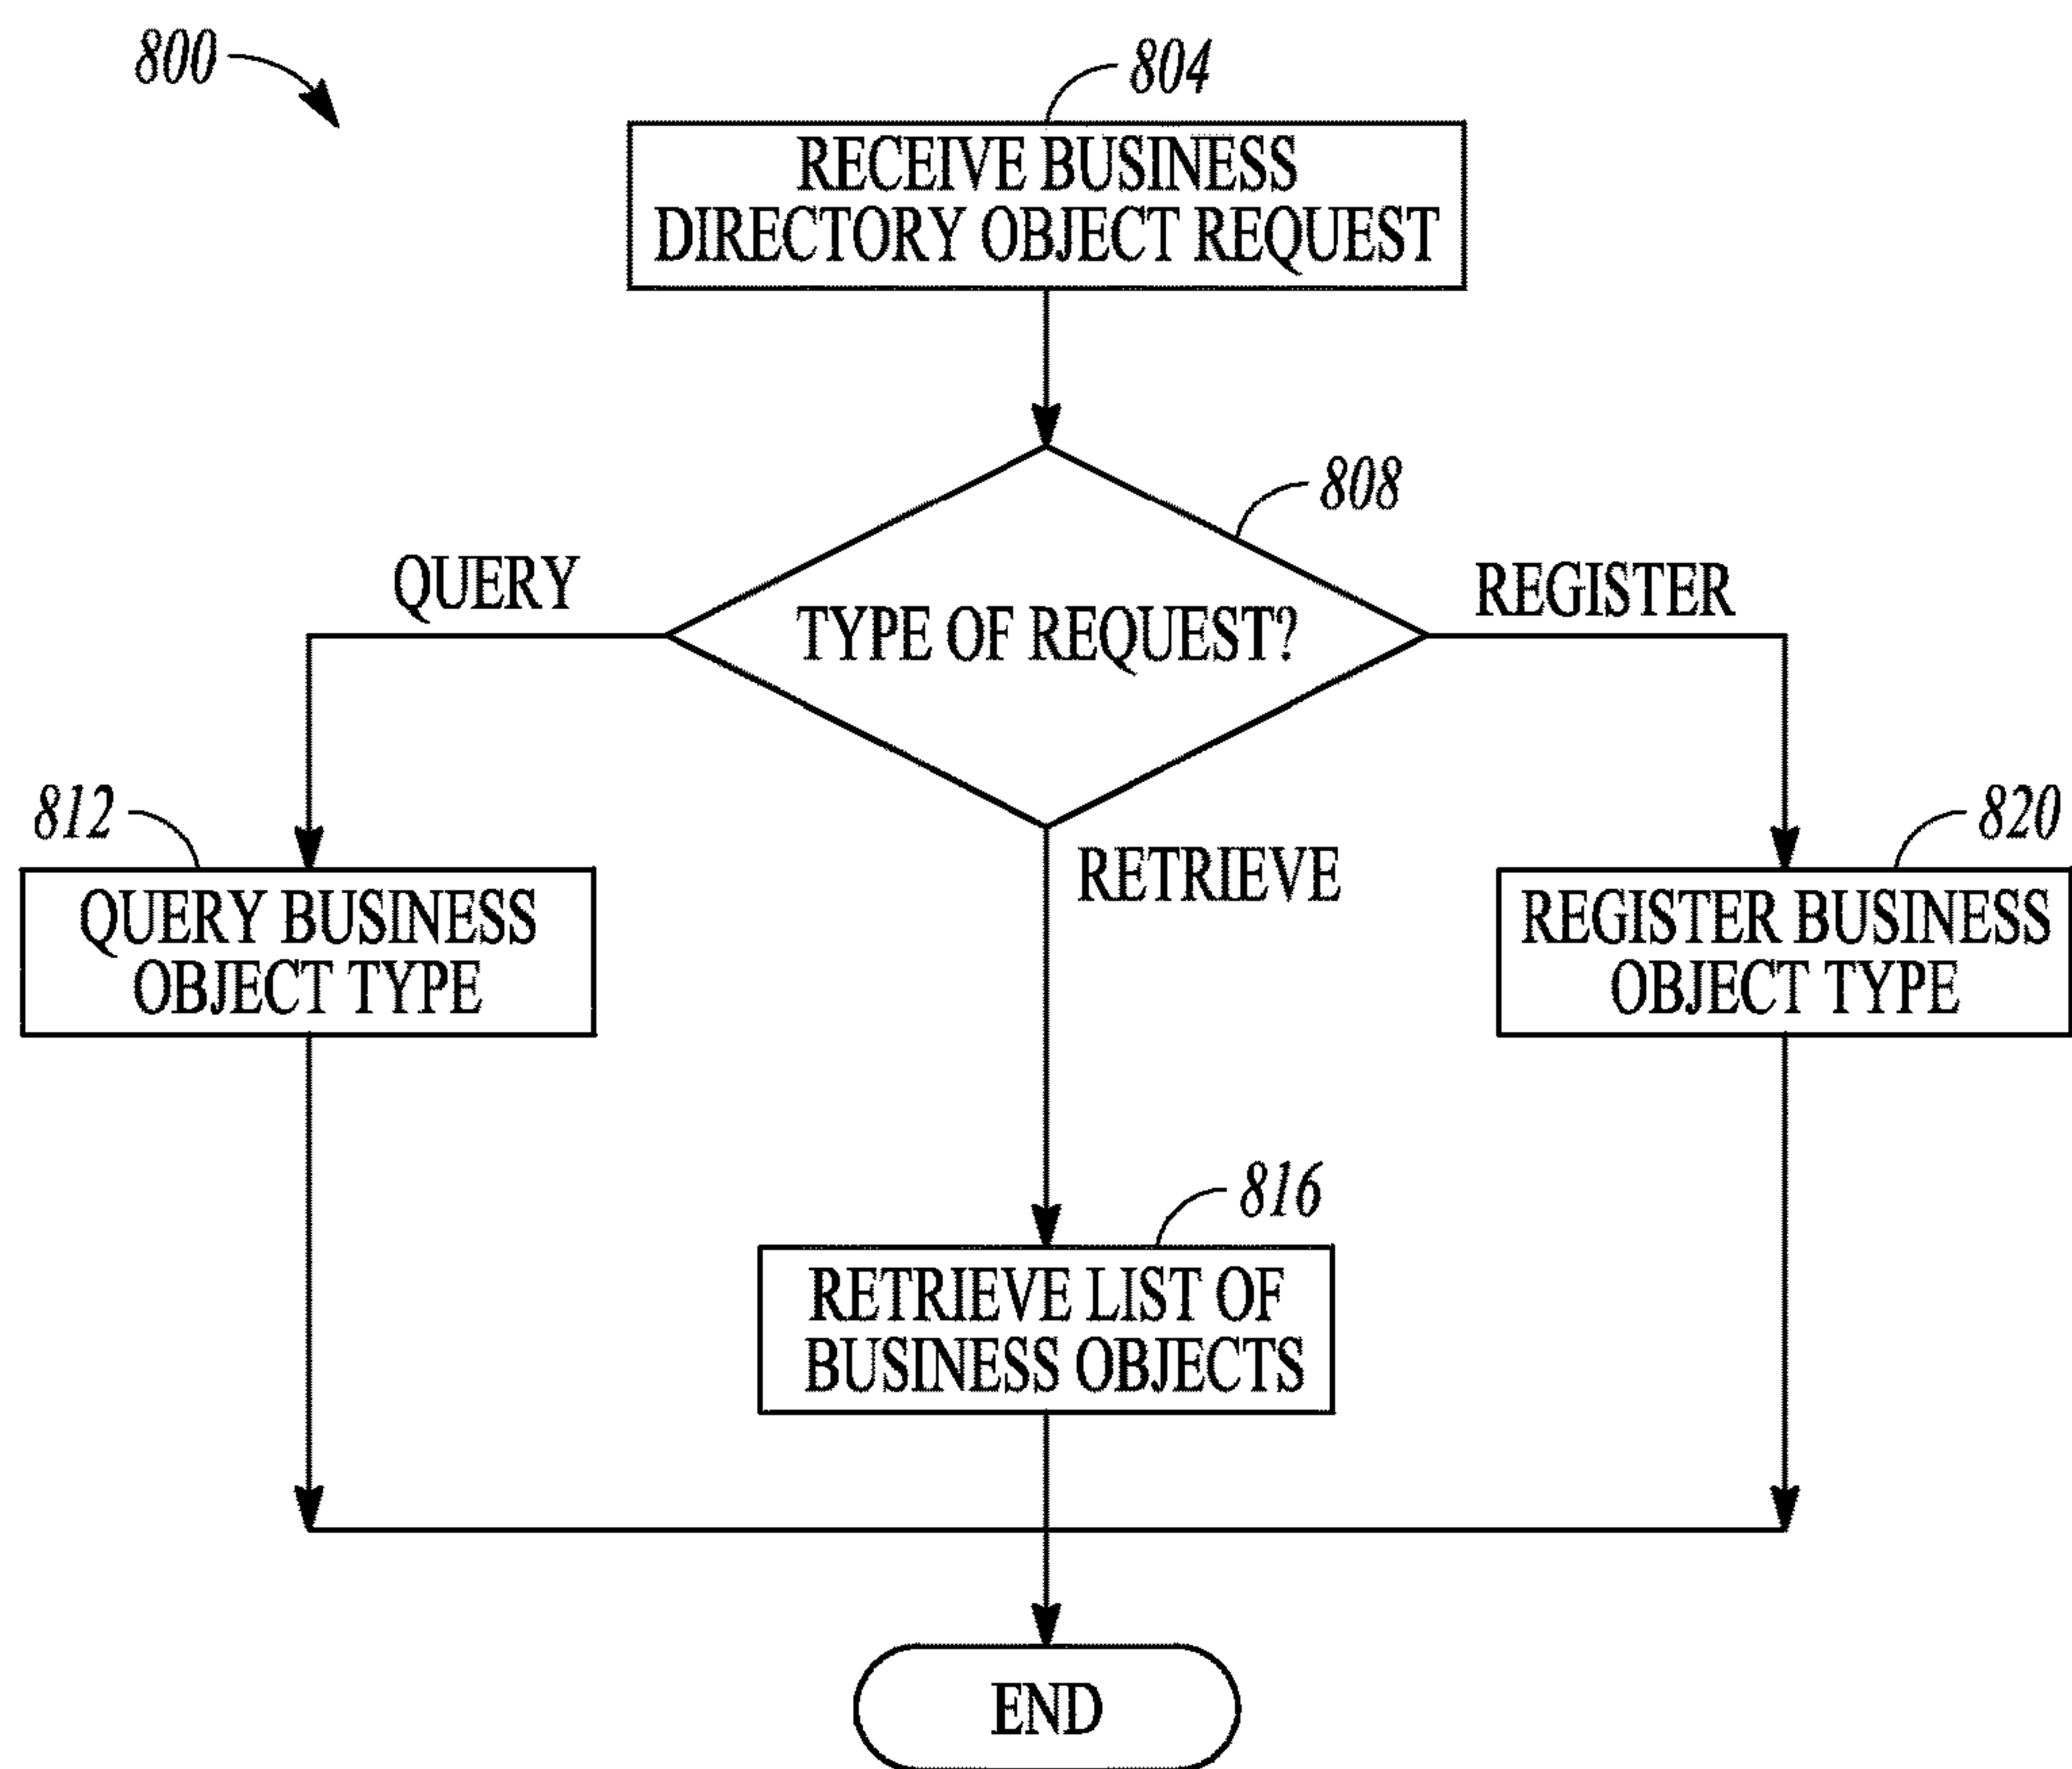 800
804
RECEIVE BUSINESS
DIRECTORY OBJECT REQUEST
808
QUERY
TYPE OF REQUEST?
REGISTER
812
QUERY BUSINESS
OBJECT TYPE
RETRIEVE
820
REGISTER BUSINESS
OBJECT TYPE
816
RETRIEVE LIST OF
BUSINESS OBJECTS
END